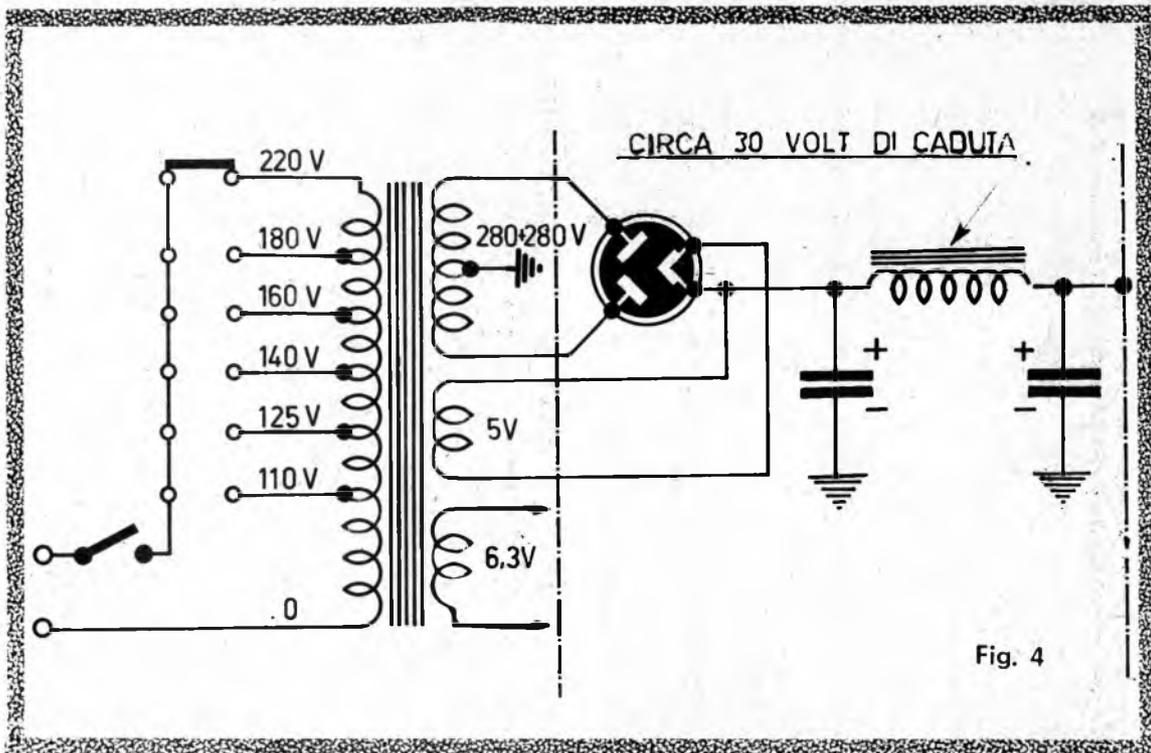 CIRCA 30 VOLT DI CADUTA
220 V
180 V
280+280 V
160 V
140 V
125 V
5V
110 V
6,3V
0
+
+
−
−
Fig. 4